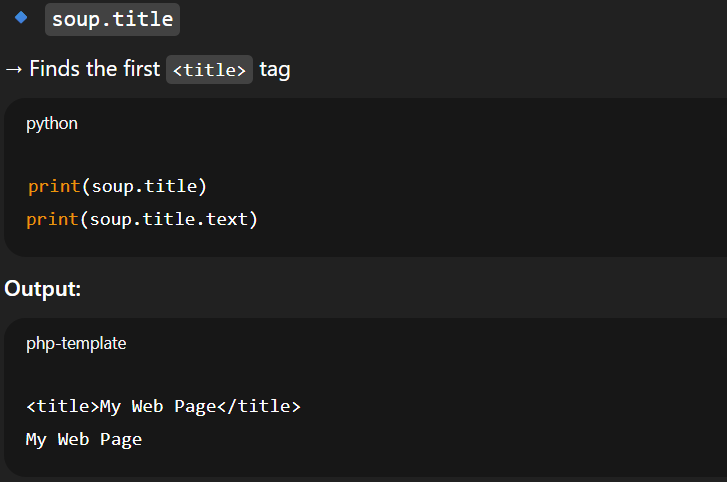 soup.title
→ Finds the first <title> tag
python
print(soup.title)
print(soup.title.text)
Output:
php-template
<title>My Web Page</title>
My Web Page